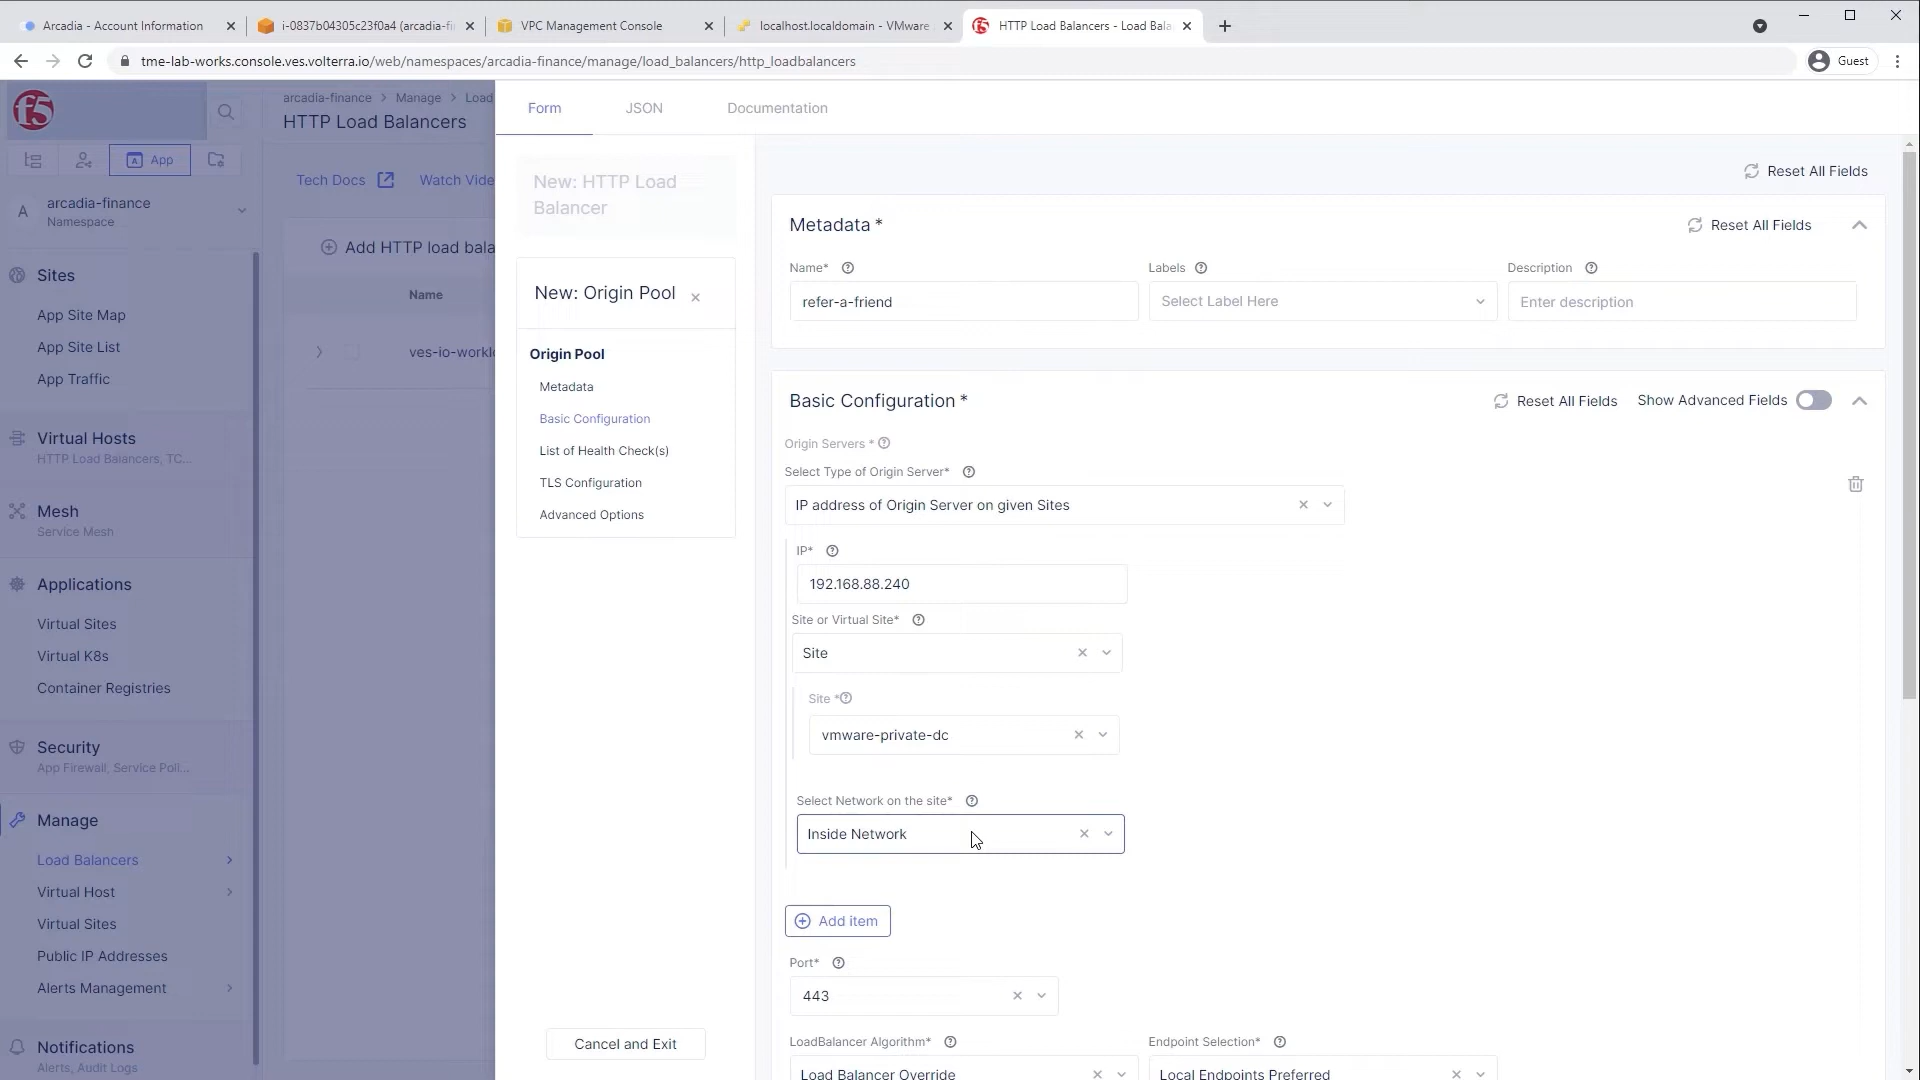 Arcadia - Account Information
i-0837b04305c23f0a4 (arcadia-fi
VPC Management Console
localhost.localdomain - VMware
HTTP Load Balancers - Load Bala
tme-lab-works.console.ves.volterra.io/web/namespaces/arcadia-finance/manage/load_balancers/http_loadbalancers
Guest
f5
App
A
arcadia-finance
Namespace
Sites
App Site Map
App Site List
App Traffic
Virtual Hosts
HTTP Load Balancers, TC...
Mesh
Service Mesh
Applications
Virtual Sites
Virtual K8s
Container Registries
Security
App Firewall, Service Poli...
Manage
Load Balancers
Virtual Host
Virtual Sites
Public IP Addresses
Alerts Management
Notifications
Alerts, Audit Logs
arcadia-finance > Manage > Load
HTTP Load Balancers
Tech Docs
Watch Vide
Add HTTP load bala
Name
ves-io-workl
Form
JSON
Documentation
New: HTTP Load
Balancer
New: Origin Pool
Origin Pool
Metadata
Basic Configuration
List of Health Check(s)
TLS Configuration
Advanced Options
Cancel and Exit
Reset All Fields
Metadata *
Reset All Fields
Name*
Labels
Description
refer-a-friend
Select Label Here
Enter description
Basic Configuration *
Reset All Fields
Show Advanced Fields
Origin Servers *
Select Type of Origin Server*
IP address of Origin Server on given Sites
IP*
192.168.88.240
Site or Virtual Site*
Site
Site *
vmware-private-dc
Select Network on the site*
Inside Network
Add item
Port*
443
LoadBalancer Algorithm*
Endpoint Selection*
Load Balancer Override
Local Endpoints Preferred